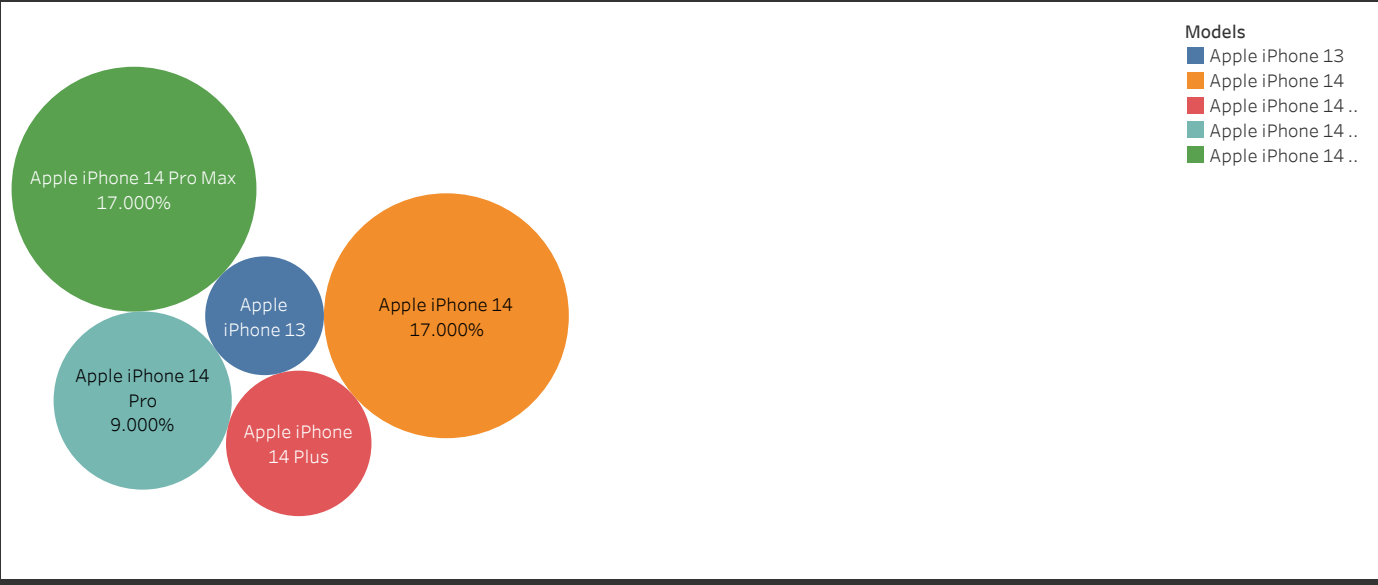 Models
Apple iPhone 13
Apple iPhone 14
Apple iPhone 14 ..
Apple iPhone 14 ..
Apple iPhone 14 ..
Apple iPhone 14 Pro Max
17.000%
Apple
iPhone 13
Apple iPhone 14
17.000%
Apple iPhone 14
Pro
9.000%
Apple iPhone
14 Plus